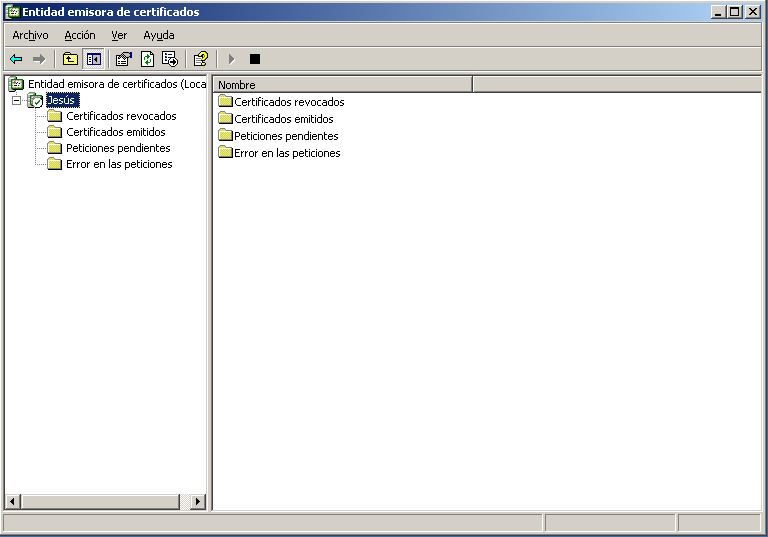 Entidad emisora de certificados
Archivo Acción Ver Ayuda
Entidad emisora de certificados (Loca
Jesús
Certificados revocados
Certificados emitidos
Peticiones pendientes
Error en las peticiones
Nombre
Certificados revocados
Certificados emitidos
Peticiones pendientes
Error en las peticiones